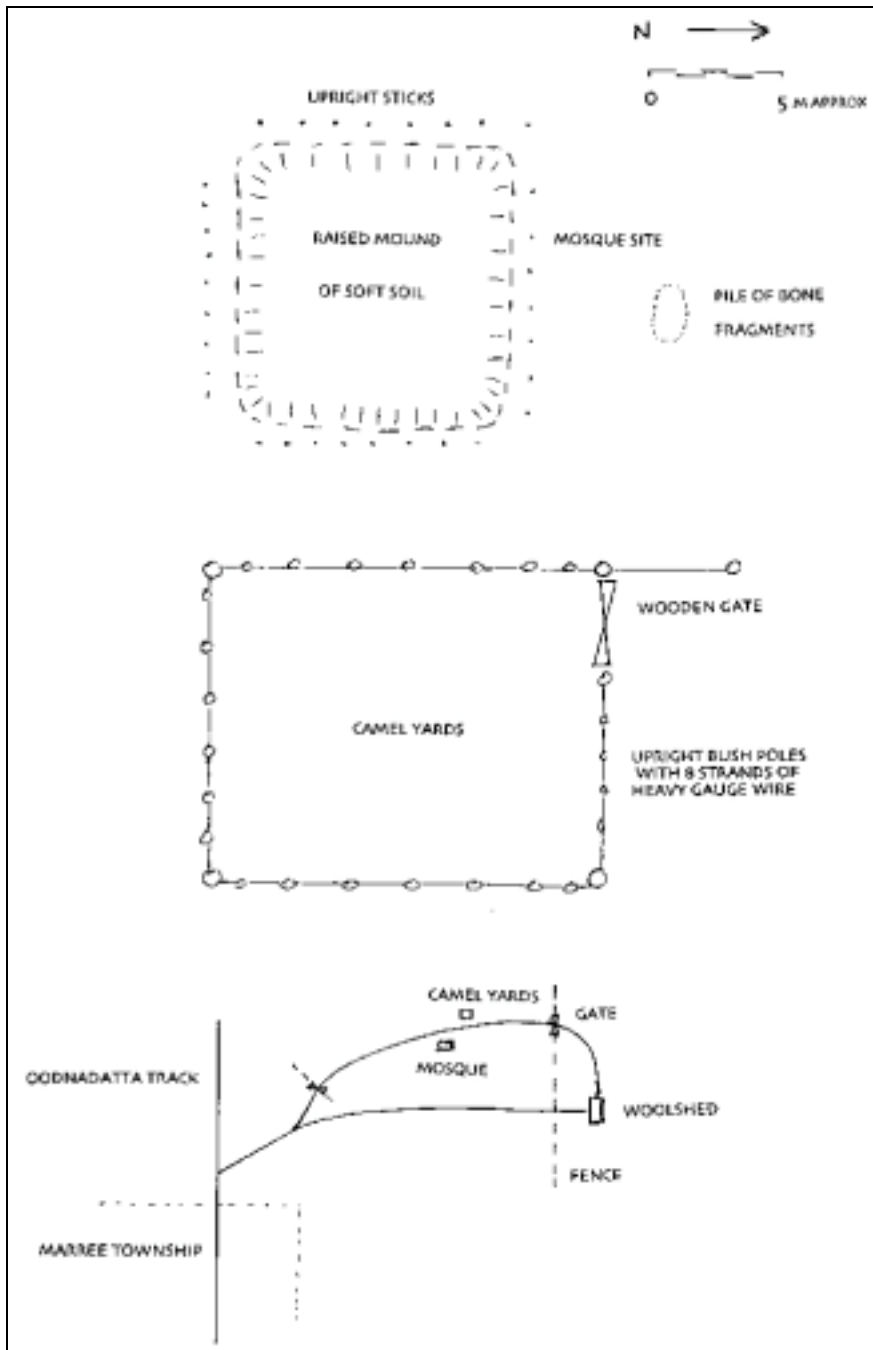 N
0 5 M APPROX
UPRIGHT STICKS
RAISED MOUND
OF SOFT SOIL
MOSQUE SITE
PILE OF BONE
FRAGMENTS
WOODEN GATE
CAMEL YARDS
UPRIGHT BUSH POLES
WITH 8 STRANDS OF
HEAVY GAUGE WIRE
CAMEL YARDS
GATE
MOSQUE
OODNADATTA TRACK
WOOLSHED
FENCE
MARREE TOWNSHIP